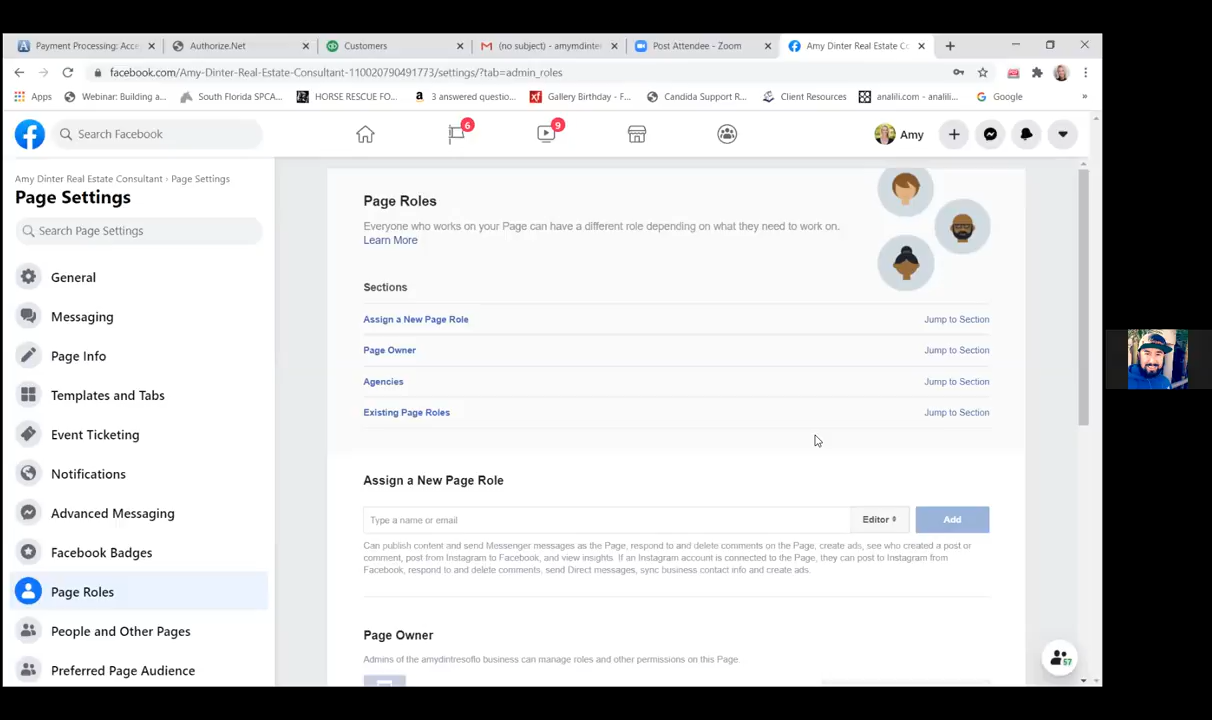 Payment Processing: Acce
Authorize.Net
Customers
(no subject) - amymdinter
Post Attendee - Zoom
Amy Dinter Real Estate Co
facebook.com/Amy-Dinter-Real-Estate-Consultant-110020790491773/settings/?tab=admin_roles
Apps
Webinar: Building a...
South Florida SPCA...
HORSE RESCUE FO...
3 answered questio...
Gallery Birthday - F...
Candida Support R...
Client Resources
analili.com - analili...
Google
»
Search Facebook
6
9
Amy
Amy Dinter Real Estate Consultant › Page Settings
Page Settings
Search Page Settings
General
Messaging
Page Info
Templates and Tabs
Event Ticketing
Notifications
Advanced Messaging
Facebook Badges
Page Roles
People and Other Pages
Preferred Page Audience
Page Roles
Everyone who works on your Page can have a different role depending on what they need to work on.
Learn More
Sections
Assign a New Page Role Jump to Section
Page Owner Jump to Section
Agencies Jump to Section
Existing Page Roles Jump to Section
Assign a New Page Role
Type a name or email Editor Add
Can publish content and send Messenger messages as the Page, respond to and delete comments on the Page, create ads, see who created a post or
comment, post from Instagram to Facebook, and view insights. If an Instagram account is connected to the Page, they can post to Instagram from
Facebook, respond to and delete comments, send Direct messages, sync business contact info and create ads.
Page Owner
Admins of the amydintresoflo business can manage roles and other permissions on this Page
57